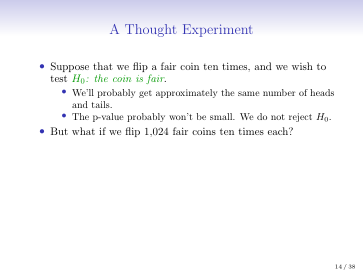 A Thought Experiment
Suppose that we flip a fair coin ten times, and we wish to
test H₀: the coin is fair.
We'll probably get approximately the same number of heads
and tails.
The p-value probably won't be small. We do not reject H₀.
But what if we flip 1,024 fair coins ten times each?
14 / 38